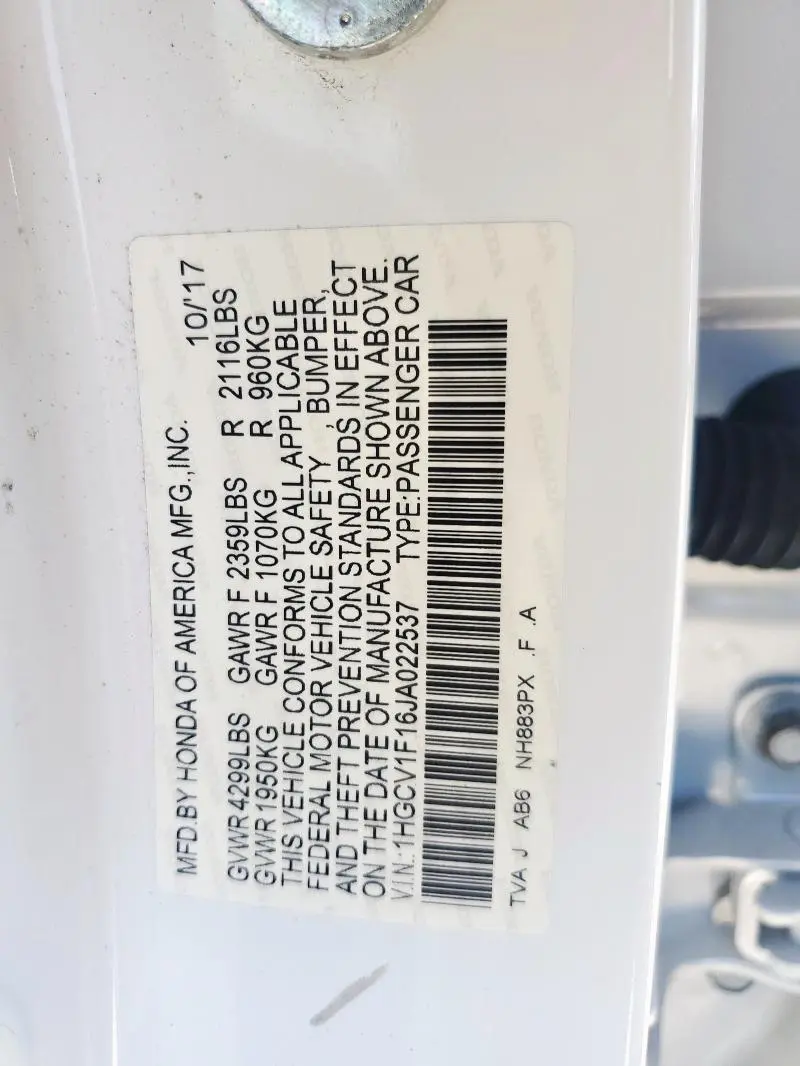 MFD.BY HONDA OF AMERICA MFG.,INC. 10/'17
GVWR 4299LBS GAWR F 2359LBS R 2116LBS
GVWR 1950KG GAWR F 1070KG R 960KG
THIS VEHICLE CONFORMS TO ALL APPLICABLE
FEDERAL MOTOR VEHICLE SAFETY , BUMPER,
AND THEFT PREVENTION STANDARDS IN EFFECT
ON THE DATE OF MANUFACTURE SHOWN ABOVE.
V.I.N.: 1HGCV1F16JA022537 TYPE:PASSENGER CAR
TVA J AB6 NH883PX .F .A